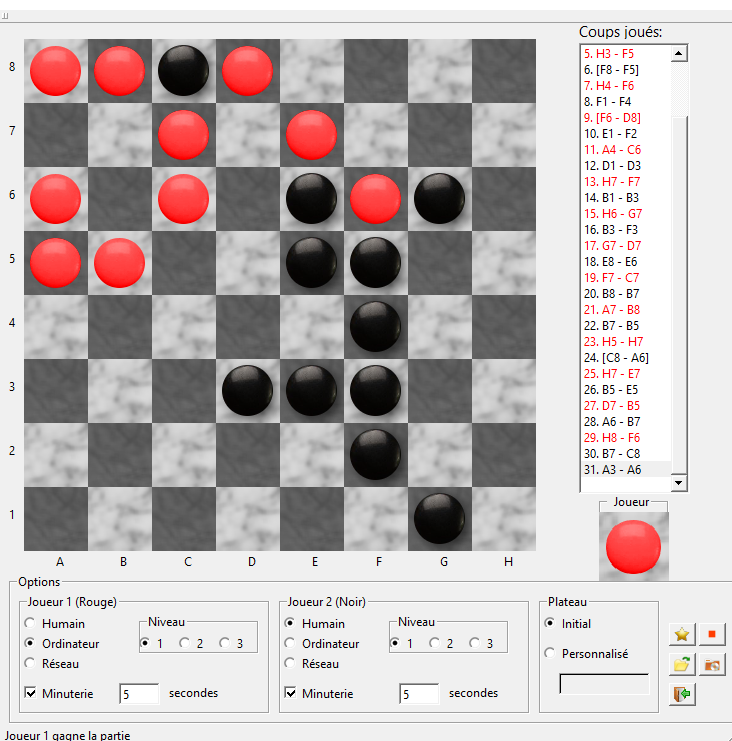 Coups joués:
5. H3 - F5
6. [F8 - F5]
7. H4 - F6
8. F1 - F4
9. [F6 - D8]
10. E1 - F2
11. A4 - C6
12. D1 - D3
13. H7 - F7
14. B1 - B3
15. H6 - G7
16. B3 - F3
17. G7 - D7
18. E8 - E6
19. F7 - C7
20. B8 - B7
21. A7 - B8
22. B7 - B5
23. H5 - H7
24. [C8 - A6]
25. H7 - E7
26. B5 - E5
27. D7 - B5
28. A6 - B7
29. H8 - F6
30. B7 - C8
31. A3 - A6
8
7
6
5
4
3
2
1
A B C D E F G H
Joueur
Options
Joueur 1 (Rouge)
Humain
Ordinateur
Réseau
Niveau
1 2 3
Minuterie 5 secondes
Joueur 2 (Noir)
Humain
Ordinateur
Réseau
Niveau
1 2 3
Minuterie 5 secondes
Plateau
Initial
Personnalisé
Joueur 1 gagne la partie